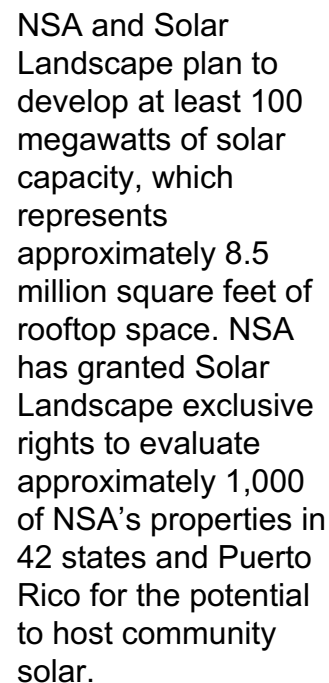 NSA and Solar
Landscape plan to
develop at least 100
megawatts of solar
capacity, which
represents
approximately 8.5
million square feet of
rooftop space. NSA
has granted Solar
Landscape exclusive
rights to evaluate
approximately 1,000
of NSA’s properties in
42 states and Puerto
Rico for the potential
to host community
solar.